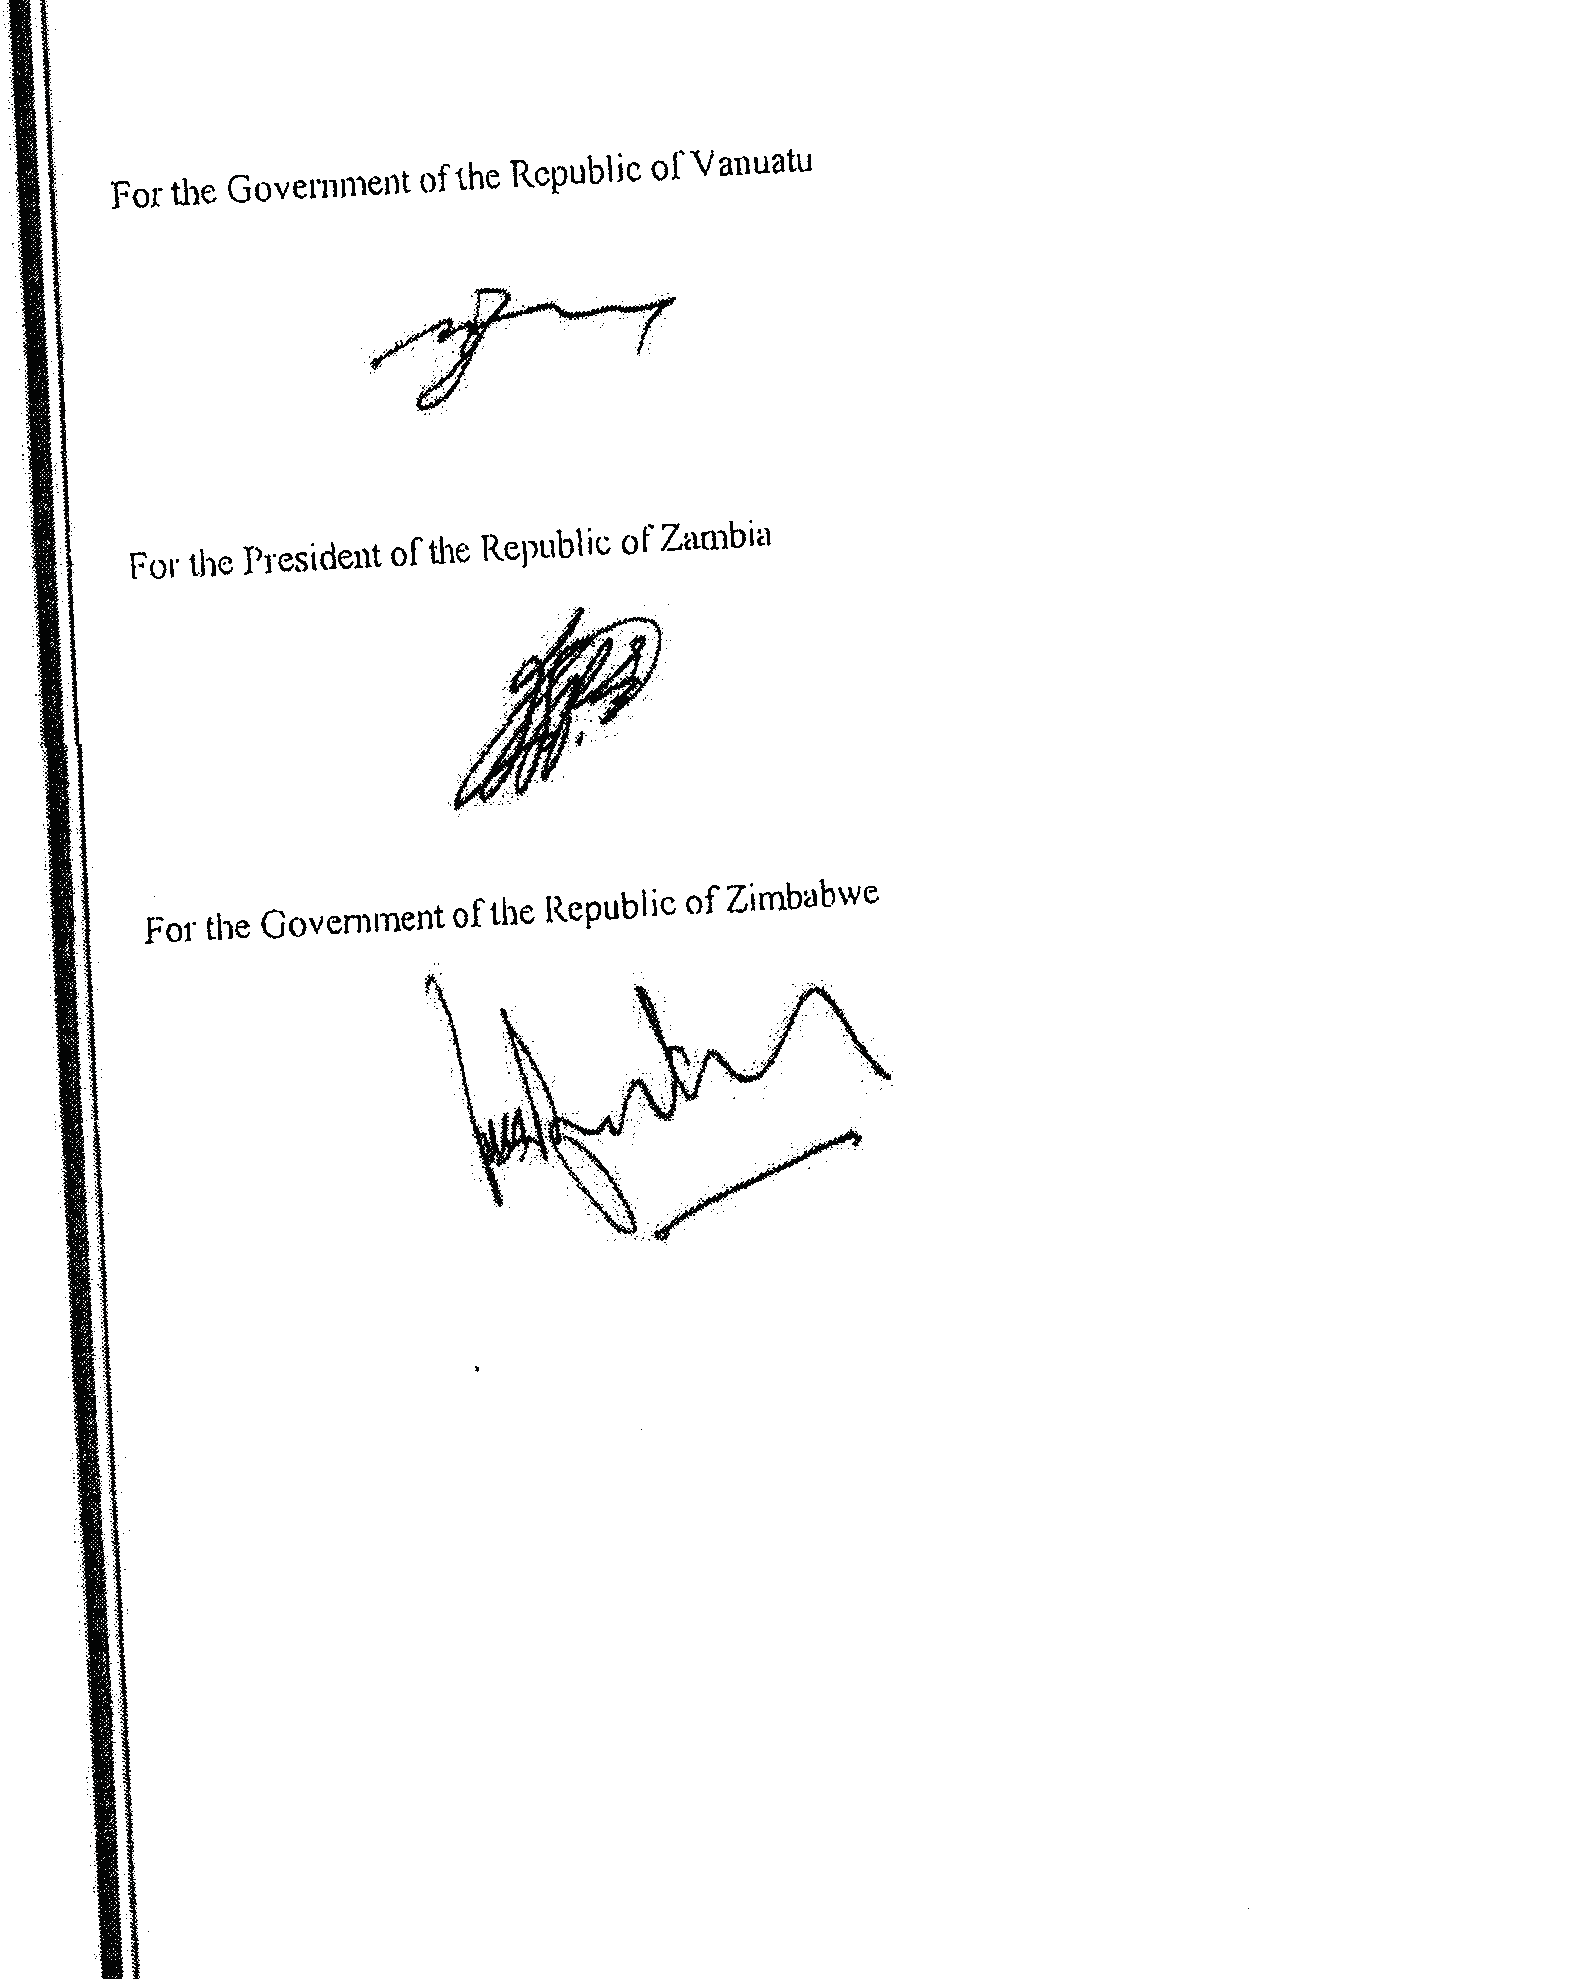 For the Government of the Republic of Vanuatu
For the President of the Republic of Zambia
For the Government of the Republic of Zimbabwe